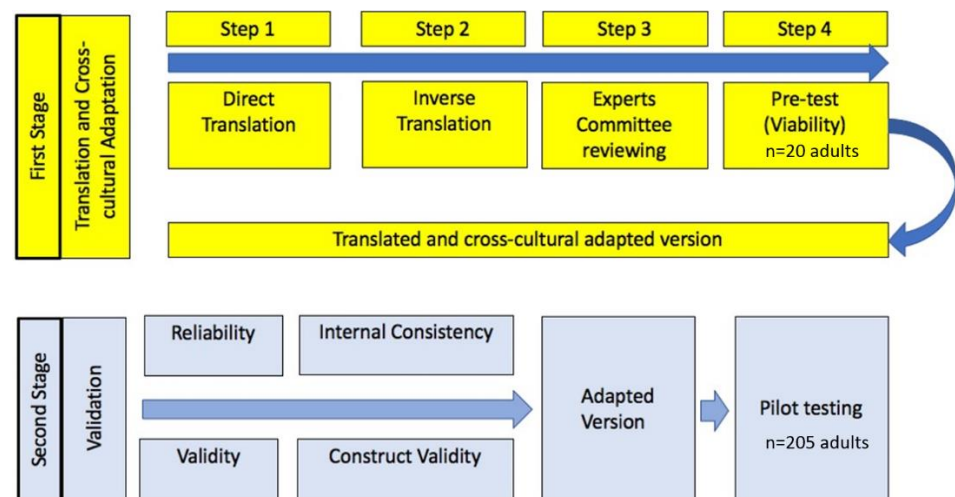 First Stage
Translation and Cross-
cultural Adaptation
Step 1
Step 2
Step 3
Step 4
Direct
Translation
Inverse
Translation
Experts
Committee
reviewing
Pre-test
(Viability)
n=20 adults
Translated and cross-cultural adapted version
Second Stage
Validation
Reliability
Internal Consistency
Validity
Construct Validity
Adapted
Version
Pilot testing
n=205 adults